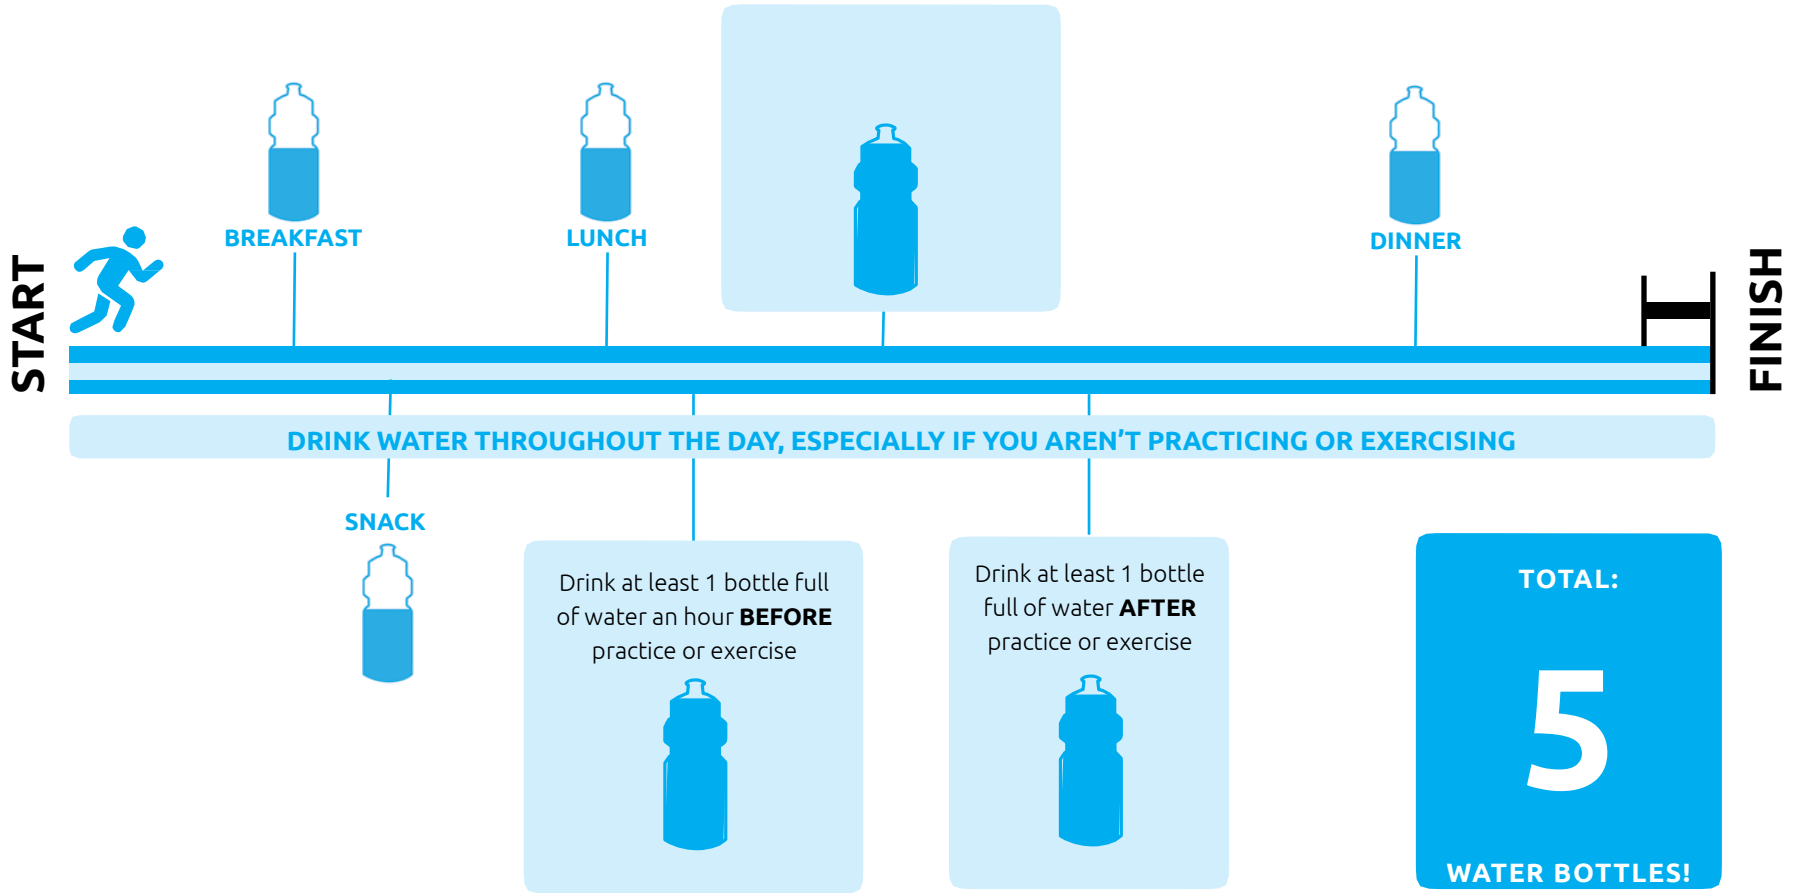 START
BREAKFAST
LUNCH
DINNER
FINISH
DRINK WATER THROUGHOUT THE DAY, ESPECIALLY IF YOU AREN'T PRACTICING OR EXERCISING
SNACK
Drink at least 1 bottle full
of water an hour BEFORE
practice or exercise
Drink at least 1 bottle
full of water AFTER
practice or exercise
TOTAL:
5
WATER BOTTLES!